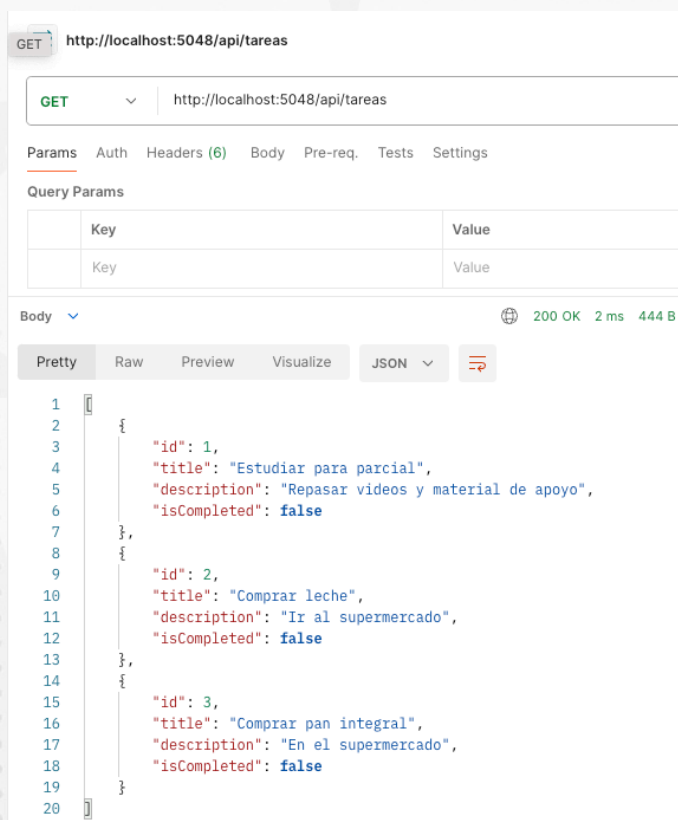 GET http://localhost:5048/api/tareas
GET http://localhost:5048/api/tareas
Params Auth Headers (6) Body Pre-req. Tests Settings
Query Params
Key Value
Key Value
Body 200 OK 2 ms 444 B
Pretty Raw Preview Visualize JSON
1 [
2 {
3 "id": 1,
4 "title": "Estudiar para parcial",
5 "description": "Repasar videos y material de apoyo",
6 "isCompleted": false
7 },
8 {
9 "id": 2,
10 "title": "Comprar leche",
11 "description": "Ir al supermercado",
12 "isCompleted": false
13 },
14 {
15 "id": 3,
16 "title": "Comprar pan integral",
17 "description": "En el supermercado",
18 "isCompleted": false
19 }
20 ]